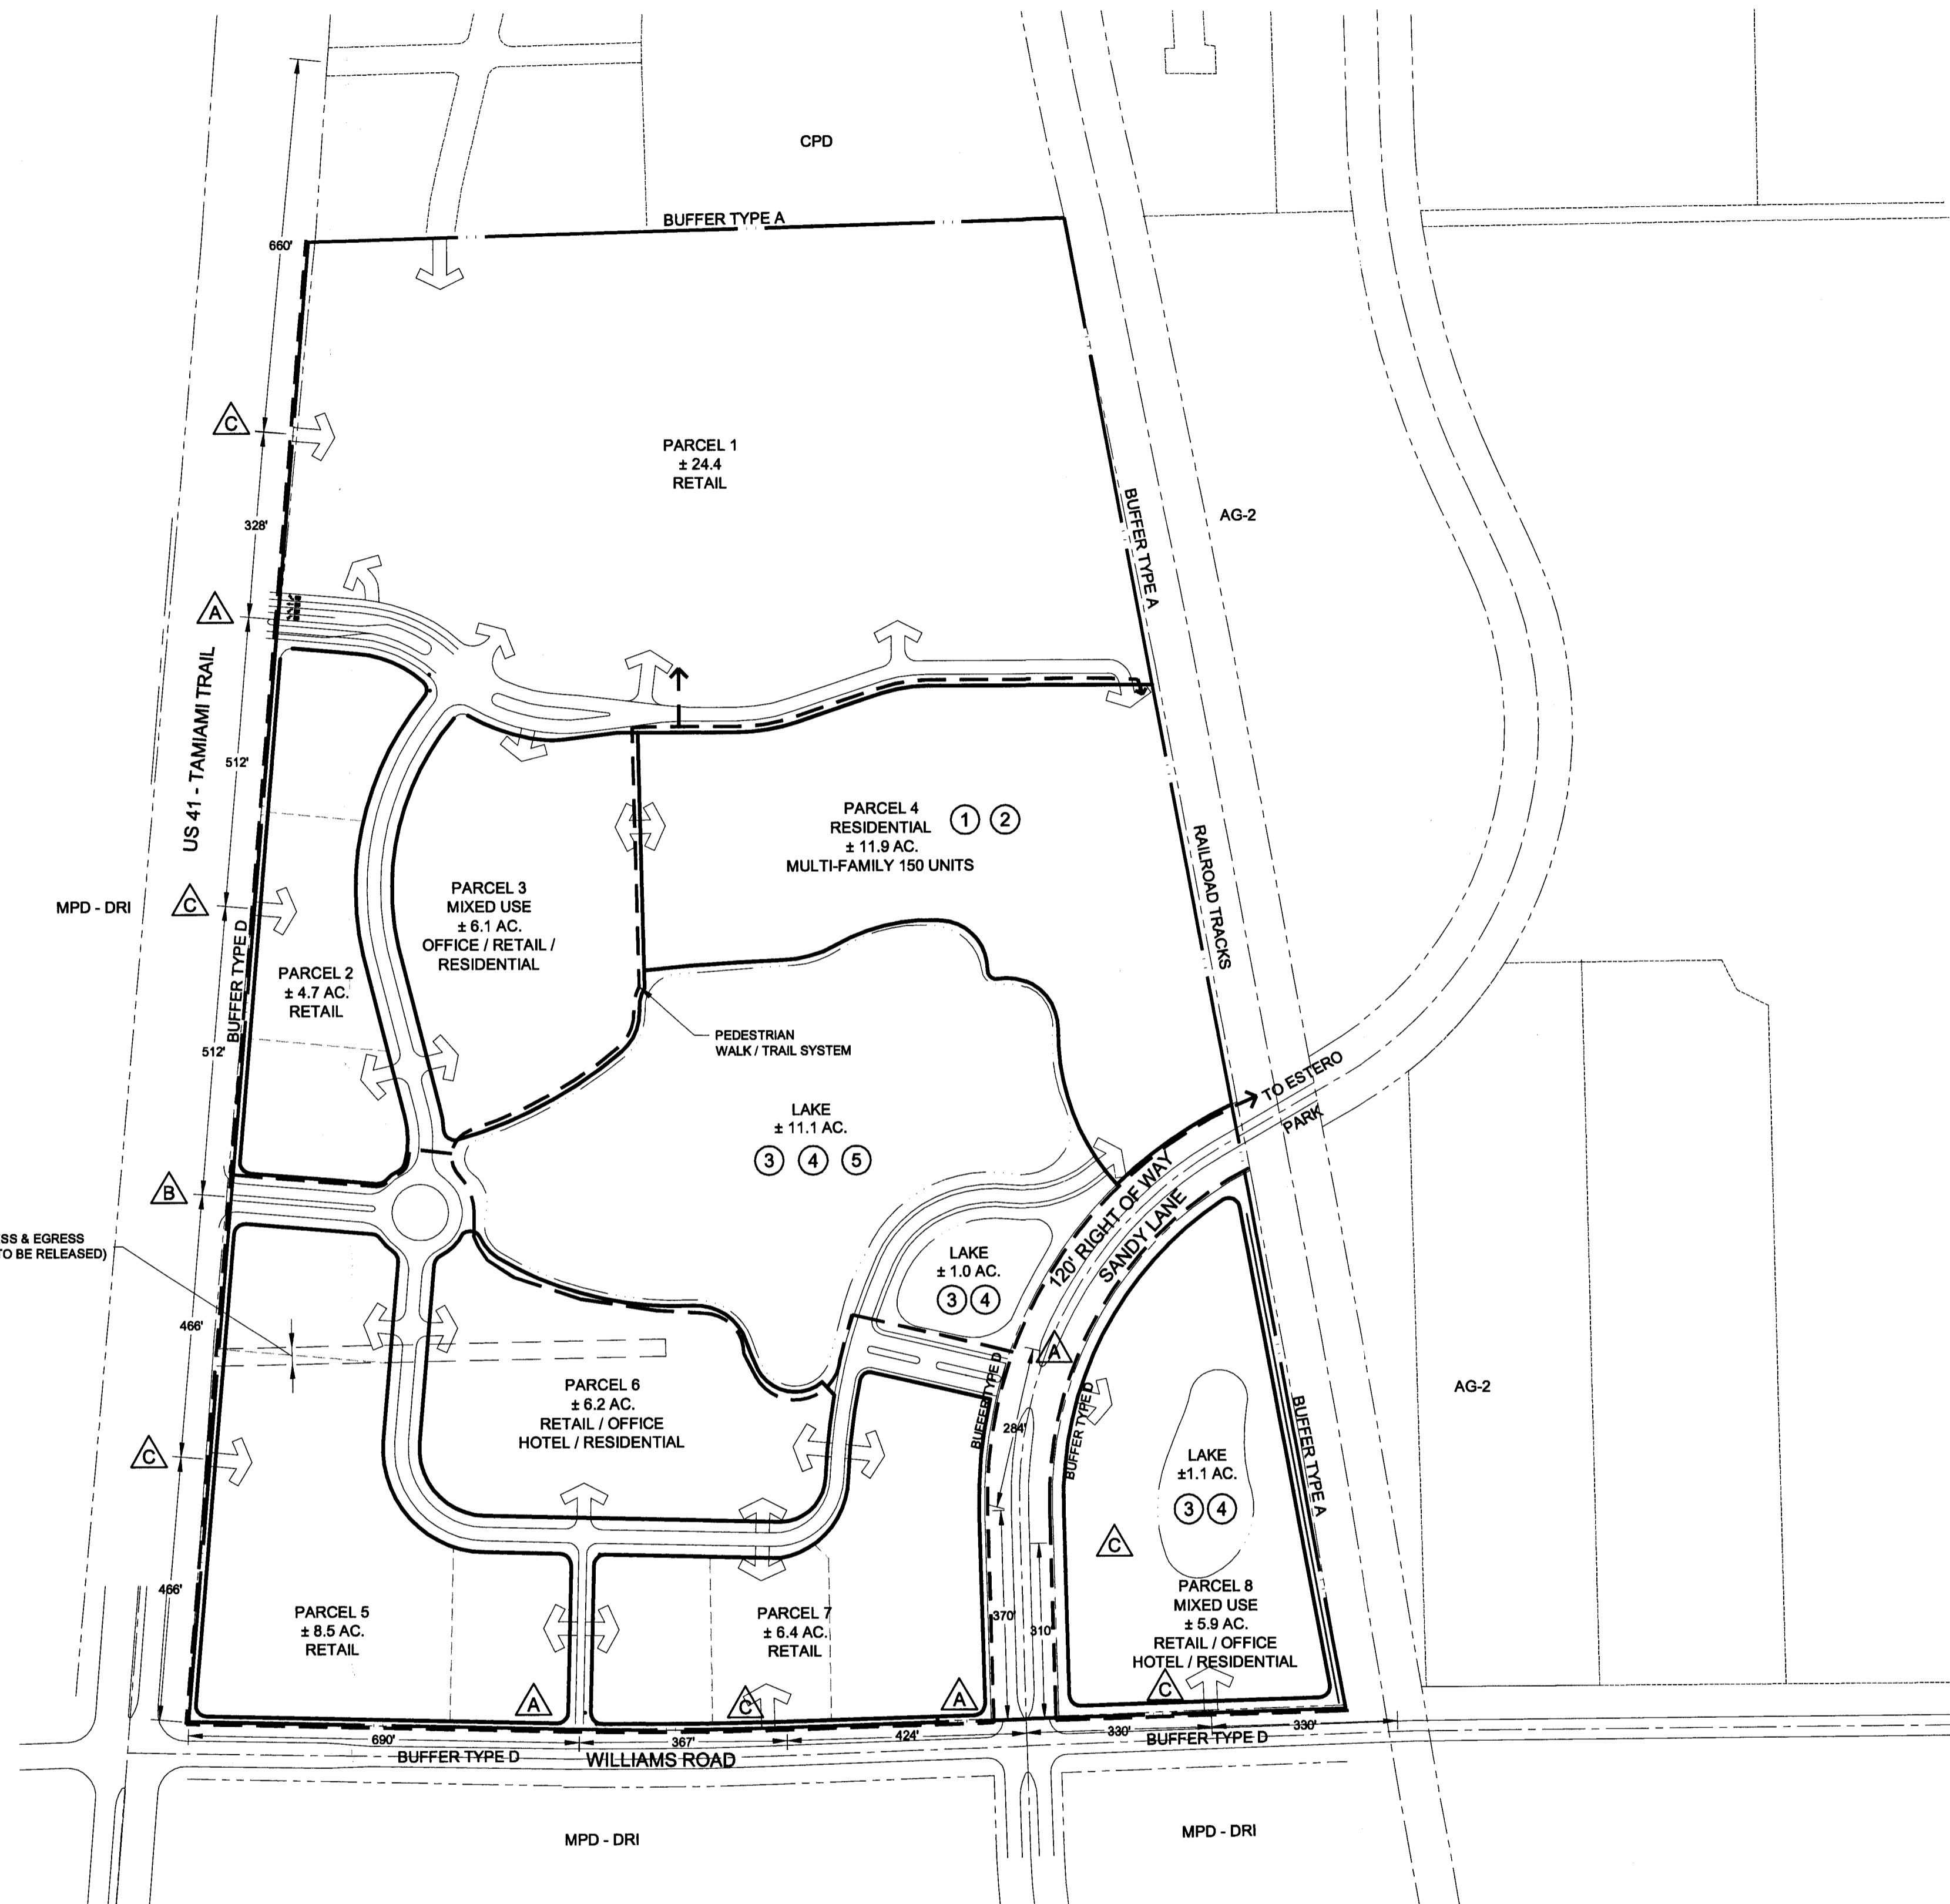 CPD
BUFFER TYPE A
660'
C
PARCEL 1
± 24.4
RETAIL
BUFFER TYPE A
AG-2
328'
A
US 41 - TAMIAMI TRAIL
512'
PARCEL 4
RESIDENTIAL
± 11.9 AC.
MULTI-FAMILY 150 UNITS
1
2
RAILROAD TRACKS
PARCEL 3
MIXED USE
± 6.1 AC.
OFFICE / RETAIL /
RESIDENTIAL
MPD - DRI
C
BUFFER TYPE D
PARCEL 2
± 4.7 AC.
RETAIL
512'
PEDESTRIAN
WALK / TRAIL SYSTEM
TO ESTERO
PARK
LAKE
± 11.1 AC.
3
4
5
B
120' RIGHT OF WAY
SANDY LANE
SS & EGRESS
TO BE RELEASED)
LAKE
± 1.0 AC.
3
4
466'
A
BUFFER TYPE D
BUFFER TYPE D
284'
PARCEL 6
± 6.2 AC.
RETAIL / OFFICE
HOTEL / RESIDENTIAL
AG-2
BUFFER TYPE A
C
LAKE
±1.1 AC.
3
4
C
466'
PARCEL 5
± 8.5 AC.
RETAIL
PARCEL 7
± 6.4 AC.
RETAIL
370'
310'
PARCEL 8
MIXED USE
± 5.9 AC.
RETAIL / OFFICE
HOTEL / RESIDENTIAL
A
C
A
C
690'
367'
424'
330'
330'
BUFFER TYPE D
WILLIAMS ROAD
BUFFER TYPE D
MPD - DRI
MPD - DRI